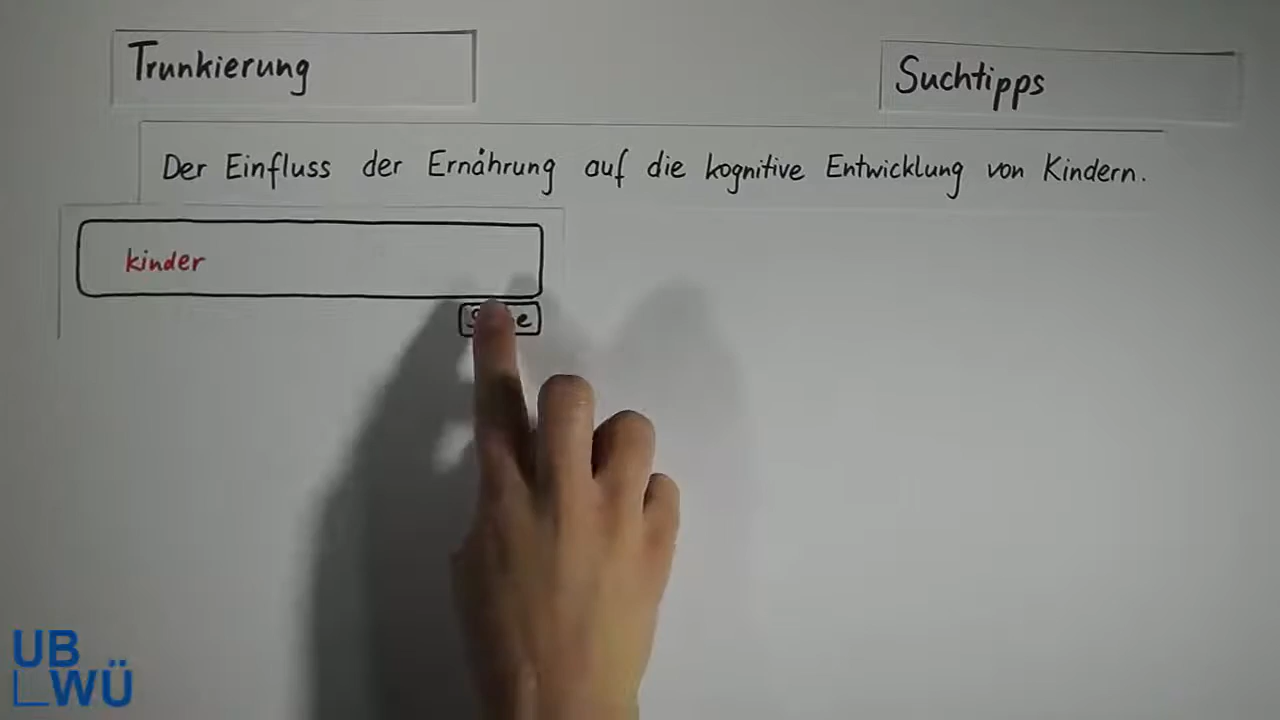 Trunkierung
Suchtipps
Der Einfluss der Ernährung auf die kognitive Entwicklung von Kindern.
kinder
UB
WÜ